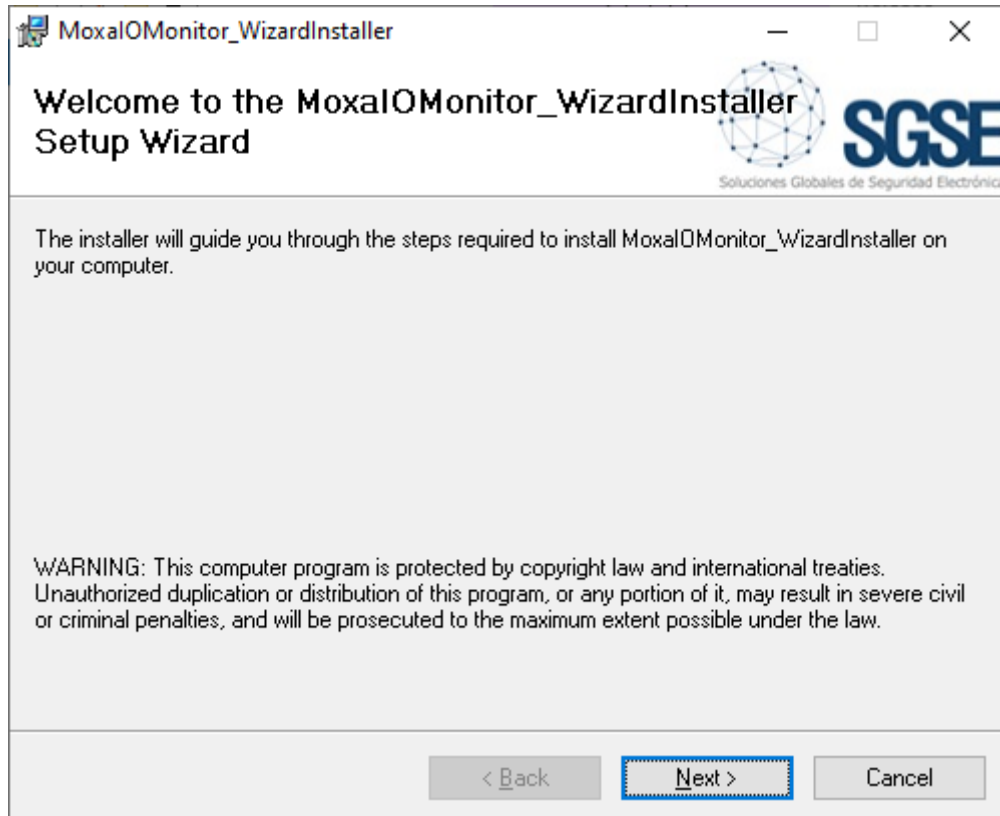 MoxaIOMonitor_WizardInstaller
Welcome to the MoxaIOMonitor_WizardInstaller
Setup Wizard
SGSE
Soluciones Globales de Seguridad Electrónica
The installer will guide you through the steps required to install MoxaIOMonitor_WizardInstaller on
your computer.
WARNING: This computer program is protected by copyright law and international treaties.
Unauthorized duplication or distribution of this program, or any portion of it, may result in severe civil
or criminal penalties, and will be prosecuted to the maximum extent possible under the law.
< Back
Next >
Cancel